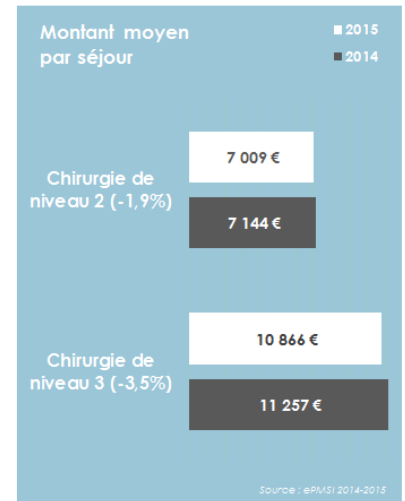 Montant moyen
par séjour
2015
2014
Chirurgie de
niveau 2 (-1,9%)
7 009 €
7 144 €
Chirurgie de
niveau 3 (-3,5%)
10 866 €
11 257 €
Source : ePMSI 2014-2015